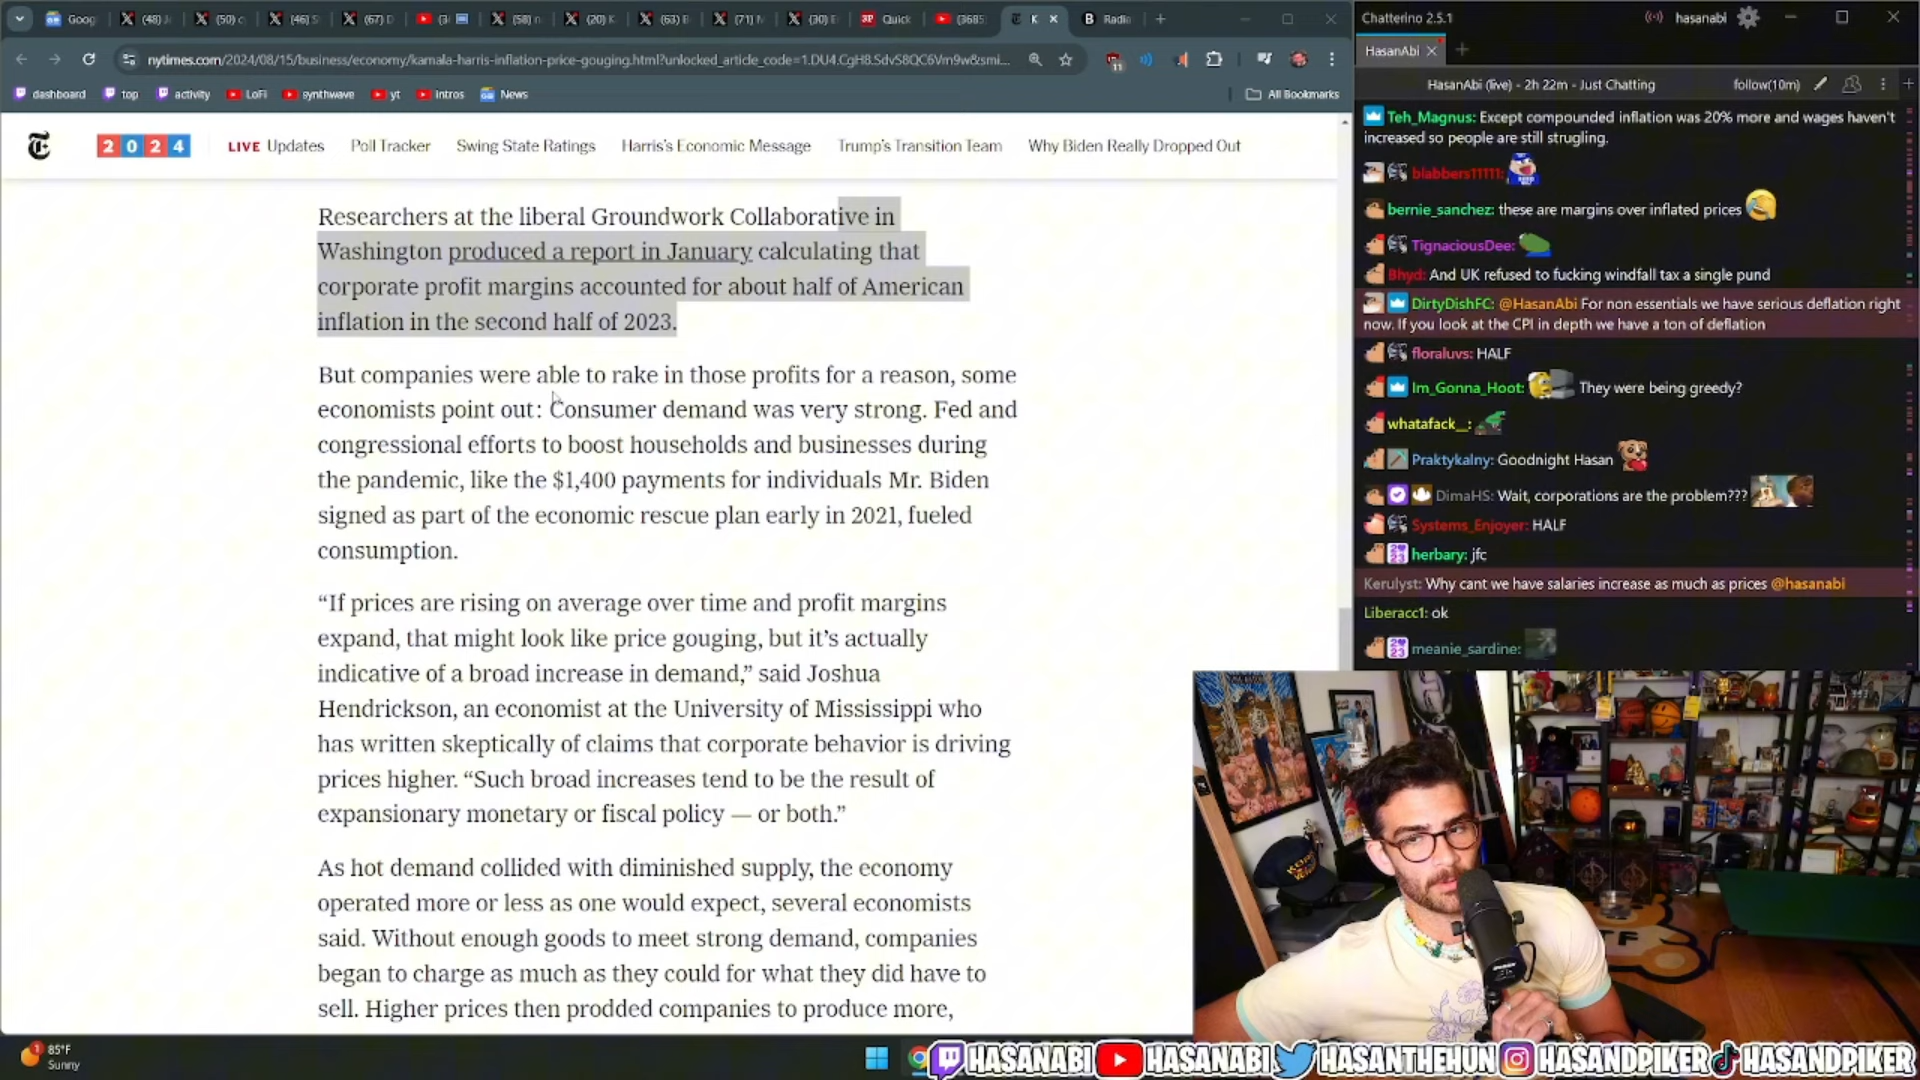 Goog
(48)
(50)
(46)
(67)
(58)
(20)
(63)
(71)
(30)
Quick
(3685
Radio
nytimes.com/2024/08/15/business/economy/kamala-harris-inflation-price-gouging.html?unlocked_article_code=1.DU4.CgH8.SdvS8QC6Vm9w&smi...
dashboard
top
activity
LoFi
synthwave
yt
intros
News
All Bookmarks
2024
LIVE Updates
Poll Tracker
Swing State Ratings
Harris's Economic Message
Trump's Transition Team
Why Biden Really Dropped Out
Researchers at the liberal Groundwork Collaborative in
Washington produced a report in January calculating that
corporate profit margins accounted for about half of American
inflation in the second half of 2023.
But companies were able to rake in those profits for a reason, some
economists point out: Consumer demand was very strong. Fed and
congressional efforts to boost households and businesses during
the pandemic, like the $1,400 payments for individuals Mr. Biden
signed as part of the economic rescue plan early in 2021, fueled
consumption.
“If prices are rising on average over time and profit margins
expand, that might look like price gouging, but it’s actually
indicative of a broad increase in demand,” said Joshua
Hendrickson, an economist at the University of Mississippi who
has written skeptically of claims that corporate behavior is driving
prices higher. “Such broad increases tend to be the result of
expansionary monetary or fiscal policy — or both.”
As hot demand collided with diminished supply, the economy
operated more or less as one would expect, several economists
said. Without enough goods to meet strong demand, companies
began to charge as much as they could for what they did have to
sell. Higher prices then prodded companies to produce more,
Chatterino 2.5.1
hasanabi
HasanAbi
HasanAbi (live) - 2h 22m - Just Chatting
follow(10m)
Teh_Magnus: Except compounded inflation was 20% more and wages haven't
increased so people are still strugling.
blabbers11111:
bernie_sanchez: these are margins over inflated prices
TignaciousDee:
Bhyd: And UK refused to fucking windfall tax a single pund
DirtyDishFC: @HasanAbi For non essentials we have serious deflation right
now. If you look at the CPI in depth we have a ton of deflation
floraluvs: HALF
Im_Gonna_Hoot: They were being greedy?
whatafack__:
Praktykalny: Goodnight Hasan
DimaHS: Wait, corporations are the problem???
Systems_Enjoyer: HALF
herbary: jfc
Kerulyst: Why cant we have salaries increase as much as prices @hasanabi
Liberacc1: ok
meanie_sardine:
85°F
Sunny
HASANABI
HASANABI
HASANTHEHUN
HASANDPIKER
HASANDPIKER